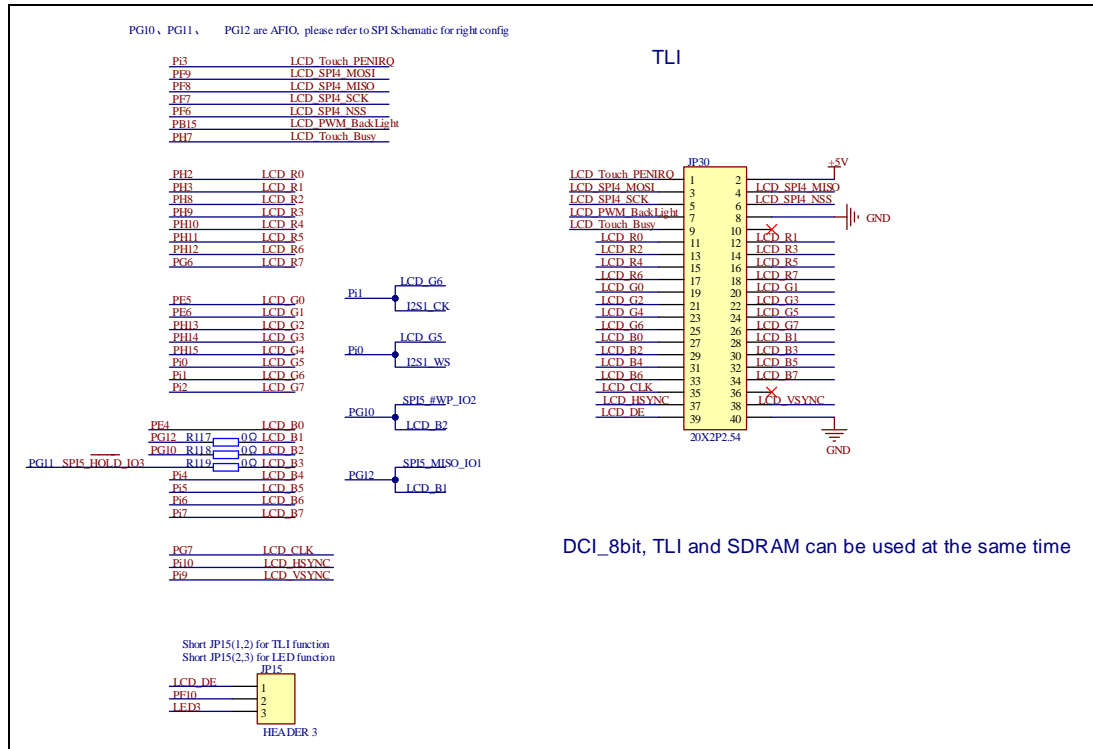 PG10、PG11、 PG12 are AFIO, please refer to SPI Schematic for right config
TLI
Pi3 LCD_Touch_PENIRQ
PF9 LCD_SPI4_MOSI
PF8 LCD_SPI4_MISO
PF7 LCD_SPI4_SCK
PF6 LCD_SPI4_NSS
PB15 LCD_PWM_BackLight
PH7 LCD_Touch_Busy
PH2 LCD_R0
PH3 LCD_R1
PH8 LCD_R2
PH9 LCD_R3
PH10 LCD_R4
PH11 LCD_R5
PH12 LCD_R6
PG6 LCD_R7
PE5 LCD_G0
PE6 LCD_G1
PH13 LCD_G2
PH14 LCD_G3
PH15 LCD_G4
Pi0 LCD_G5
Pi1 LCD_G6
Pi2 LCD_G7
PE4 LCD_B0
PG12 R117 0Ω LCD_B1
PG10 R118 0Ω LCD_B2
PG11 SPI5_HOLD_IO3 R119 0Ω LCD_B3
Pi4 LCD_B4
Pi5 LCD_B5
Pi6 LCD_B6
Pi7 LCD_B7
PG7 LCD_CLK
Pi10 LCD_HSYNC
Pi9 LCD_VSYNC
LCD_G6
Pi1
I2S1_CK
LCD_G5
Pi0
I2S1_WS
SPI5_#WP_IO2
PG10
LCD_B2
SPI5_MISO_IO1
PG12
LCD_B1
JP30
+5V
LCD_Touch_PENIRQ 1 2
LCD_SPI4_MOSI 3 4 LCD_SPI4_MISO
LCD_SPI4_SCK 5 6 LCD_SPI4_NSS
LCD_PWM_BackLight 7 8 GND
LCD_Touch_Busy 9 10
LCD_R0 11 12 LCD_R1
LCD_R2 13 14 LCD_R3
LCD_R4 15 16 LCD_R5
LCD_R6 17 18 LCD_R7
LCD_G0 19 20 LCD_G1
LCD_G2 21 22 LCD_G3
LCD_G4 23 24 LCD_G5
LCD_G6 25 26 LCD_G7
LCD_B0 27 28 LCD_B1
LCD_B2 29 30 LCD_B3
LCD_B4 31 32 LCD_B5
LCD_B6 33 34 LCD_B7
LCD_CLK 35 36
LCD_HSYNC 37 38 LCD_VSYNC
LCD_DE 39 40
20X2P2.54
GND
DCI_8bit, TLI and SDRAM can be used at the same time
Short JP15(1,2) for TLI function
Short JP15(2,3) for LED function
JP15
LCD_DE 1
PF10 2
LED3 3
HEADER 3